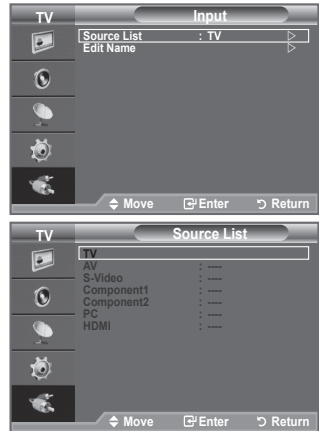 TV Input
Source List : TV
Edit Name
Move Enter Return
TV Source List
TV
AV : ----
S-Video : ----
Component1 : ----
Component2 : ----
PC : ----
HDMI : ----
Move Enter Return